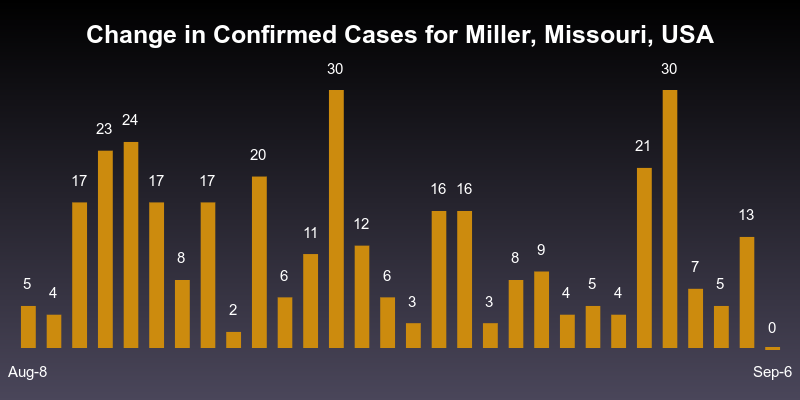 Change in Confirmed Cases for Miller, Missouri, USA
5 4 17 23 24 17 8 17 2 20 6 11 30 12 6 3 16 16 3 8 9 4 5 4 21 30 7 5 13 0
Aug-8 Sep-6